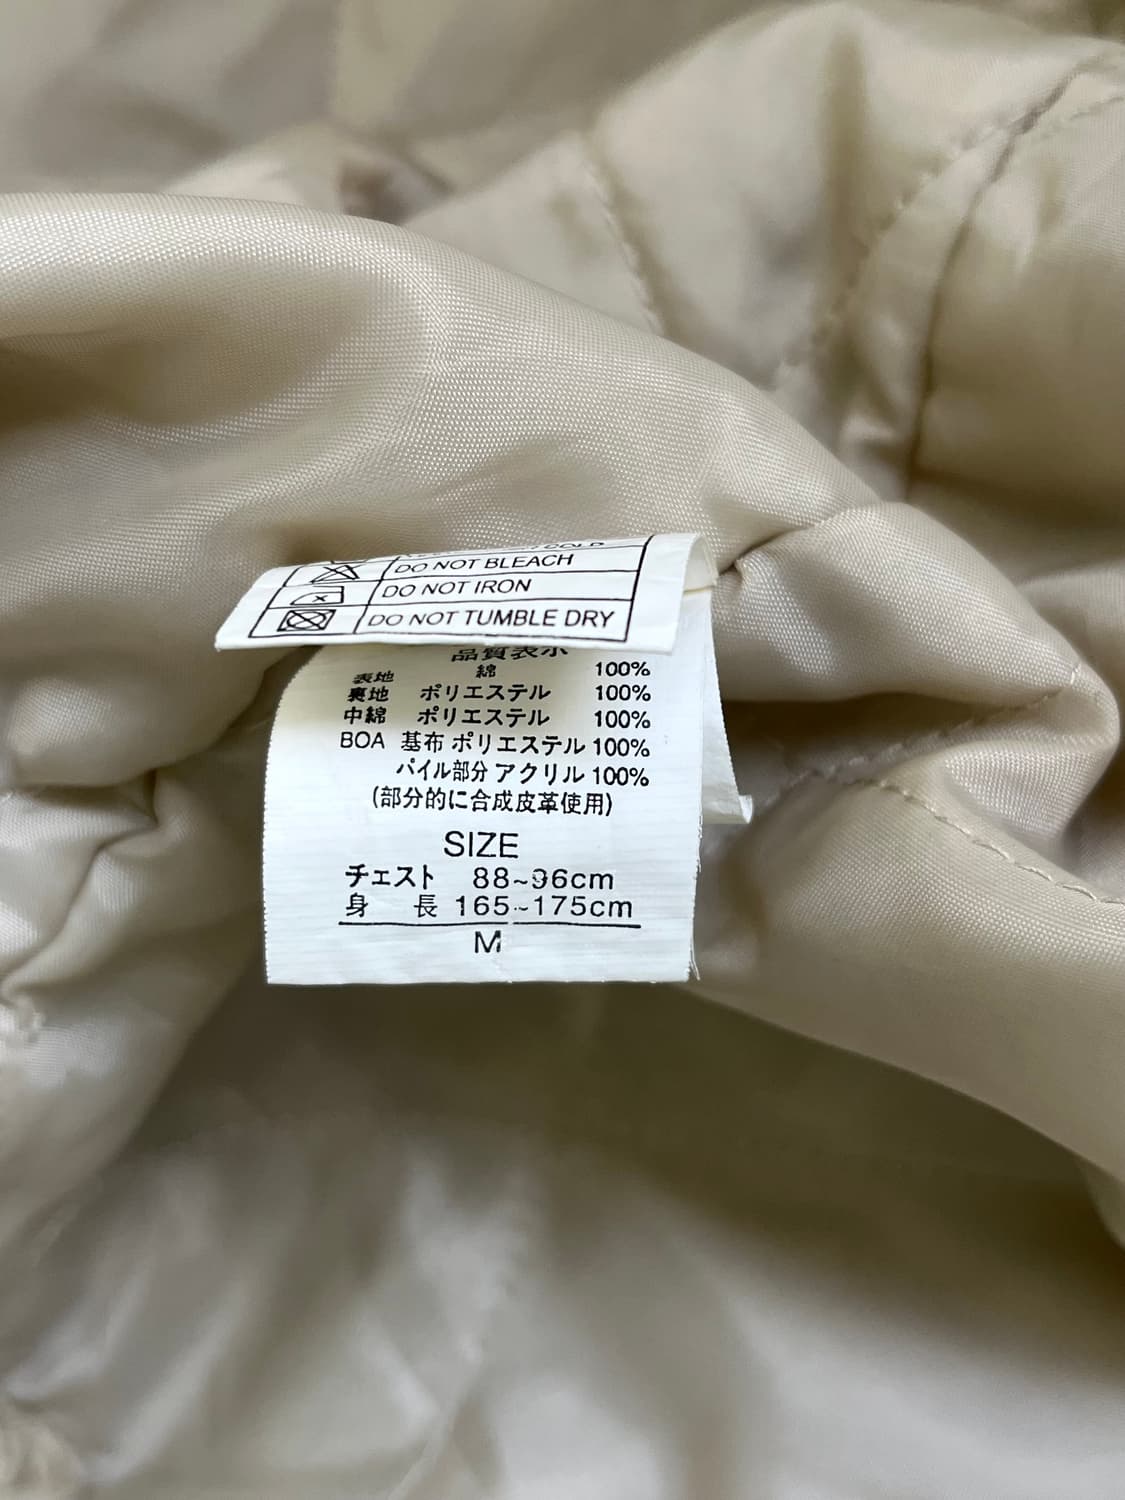 DO NOT BLEACH
DO NOT IRON
DO NOT TUMBLE DRY
品質表示
表地 綿 100%
裏地 ポリエステル 100%
中綿 ポリエステル 100%
BOA 基布 ポリエステル 100%
パイル部分 アクリル 100%
(部分的に合成皮革使用)
SIZE
チェスト 88~96cm
身 長 165~175cm
M